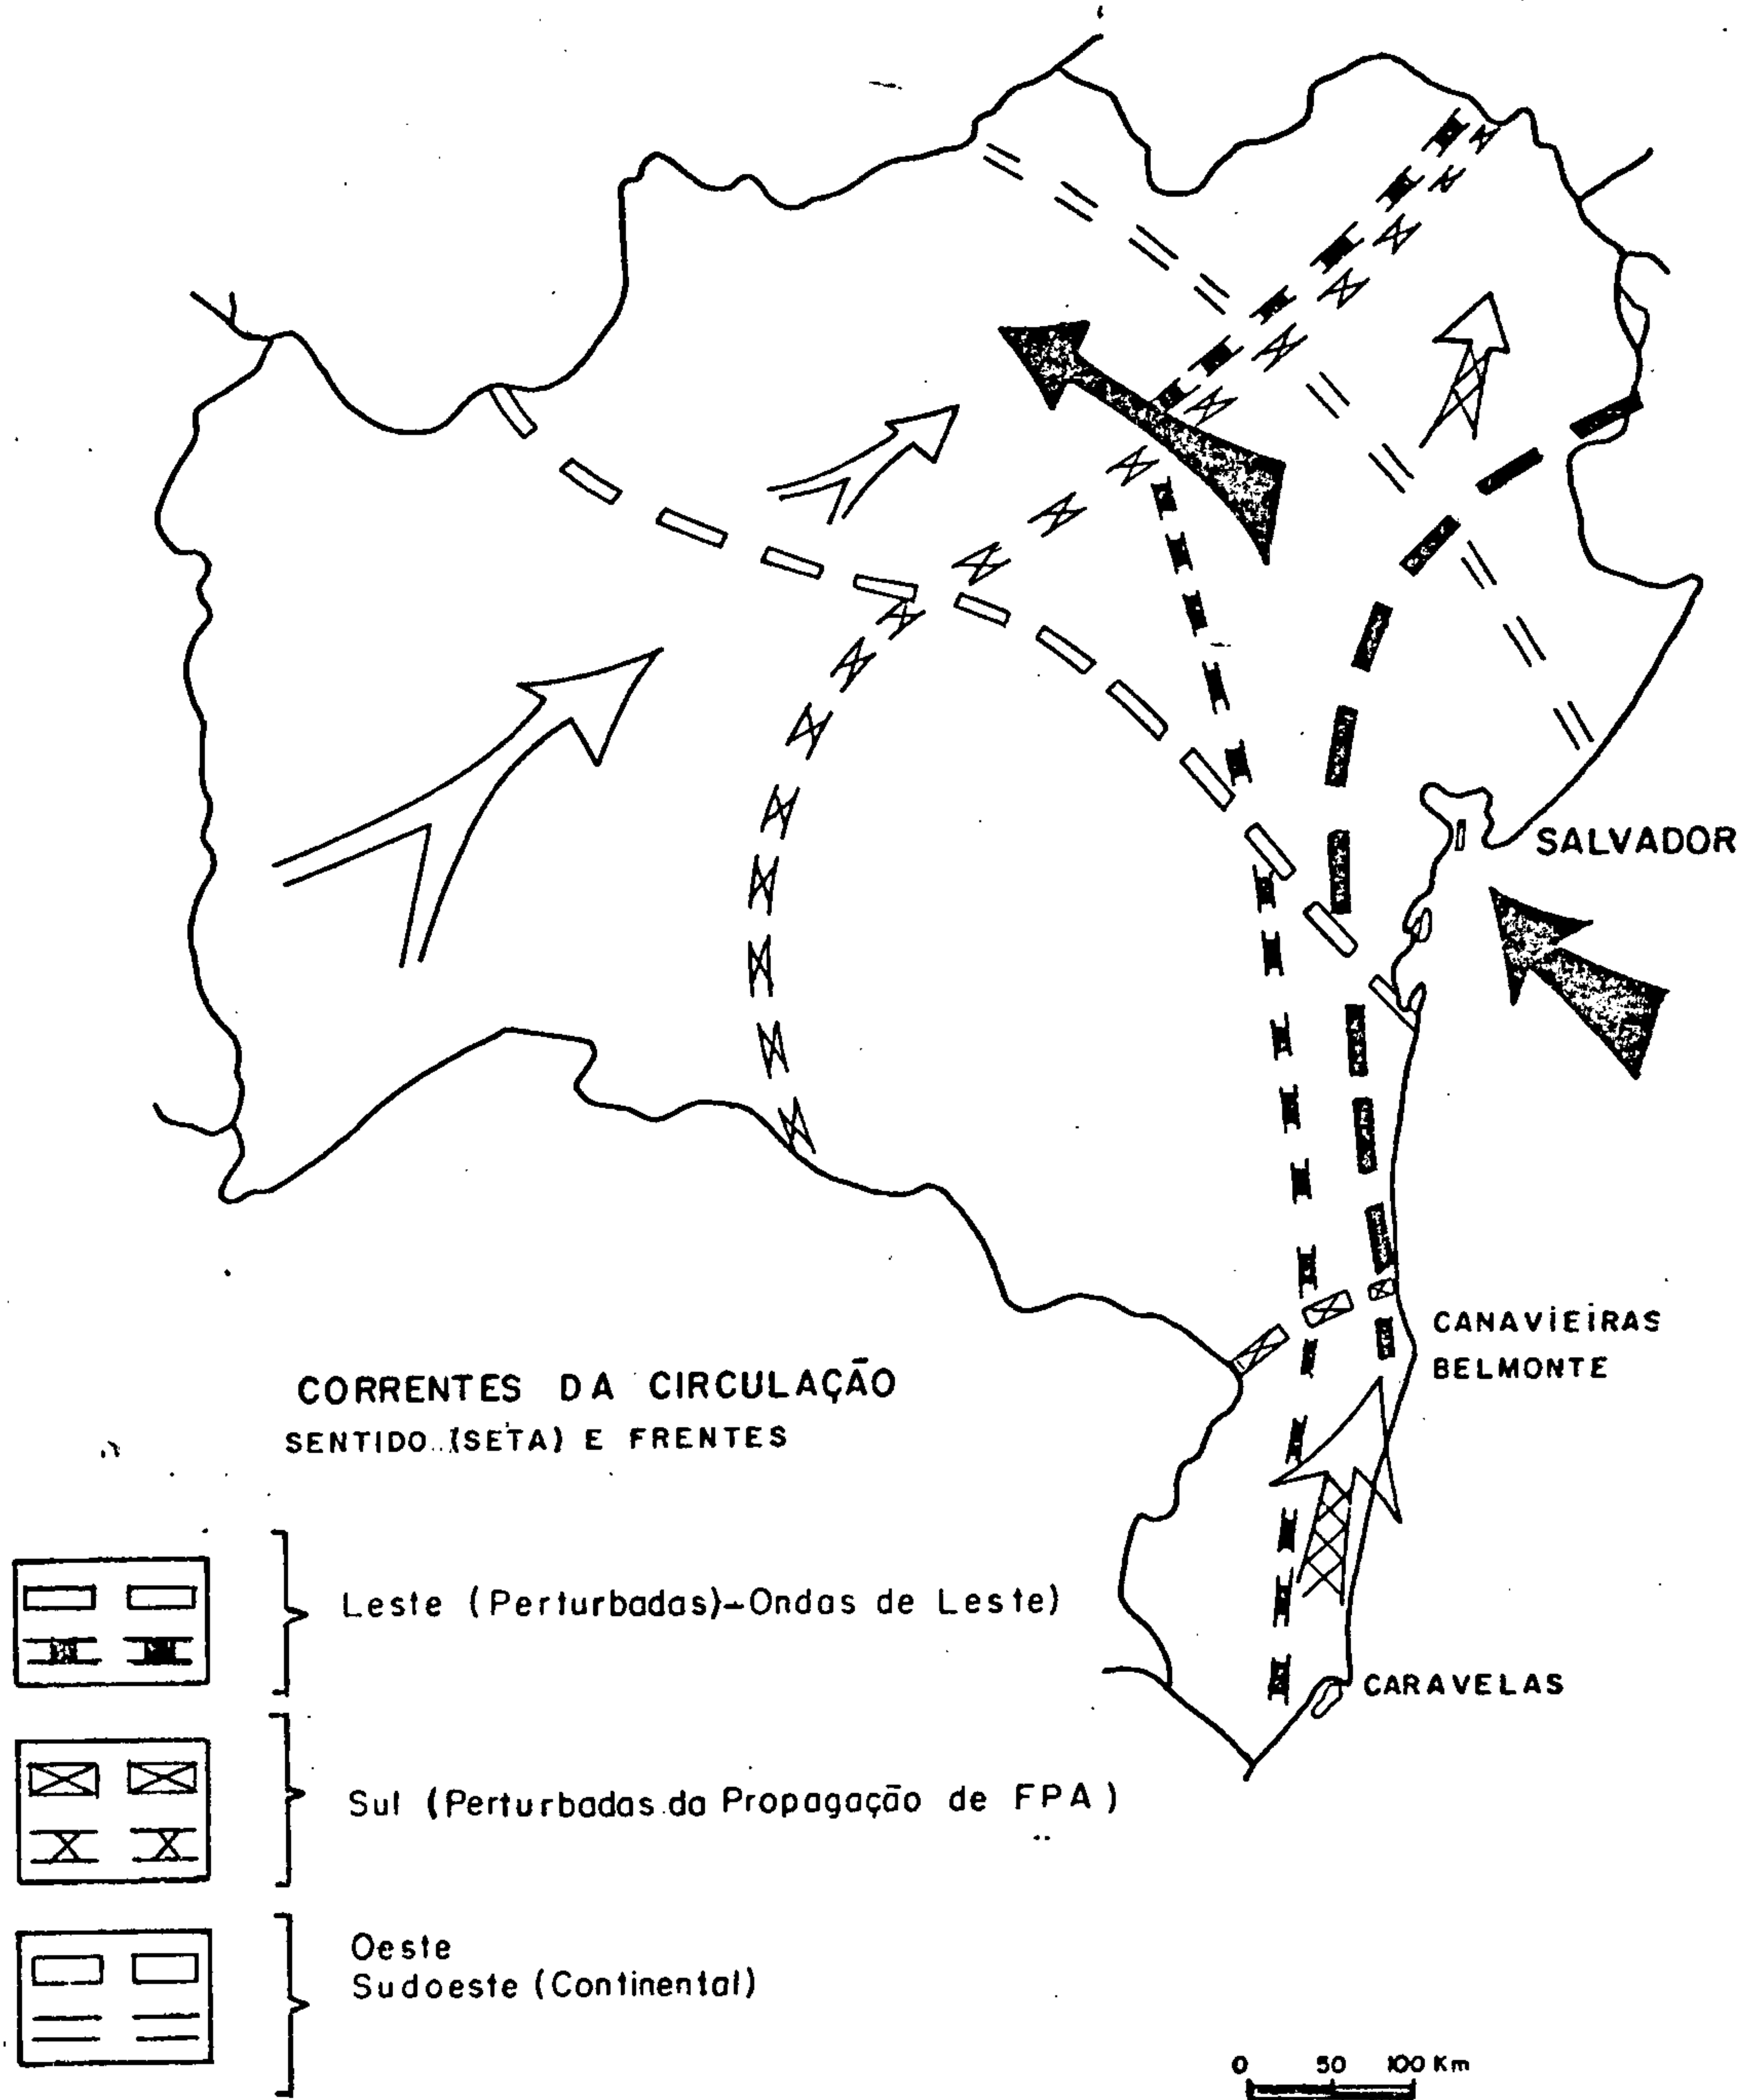 SALVADOR
CANAVIEIRAS
BELMONTE
CORRENTES DA CIRCULAÇÃO
SENTIDO (SETA) E FRENTES
Leste (Perturbadas)-Ondas de Leste)
Sul (Perturbadas da Propagação de FPA)
CARAVELAS
Oeste
Sudoeste (Continental)
0 50 100 Km